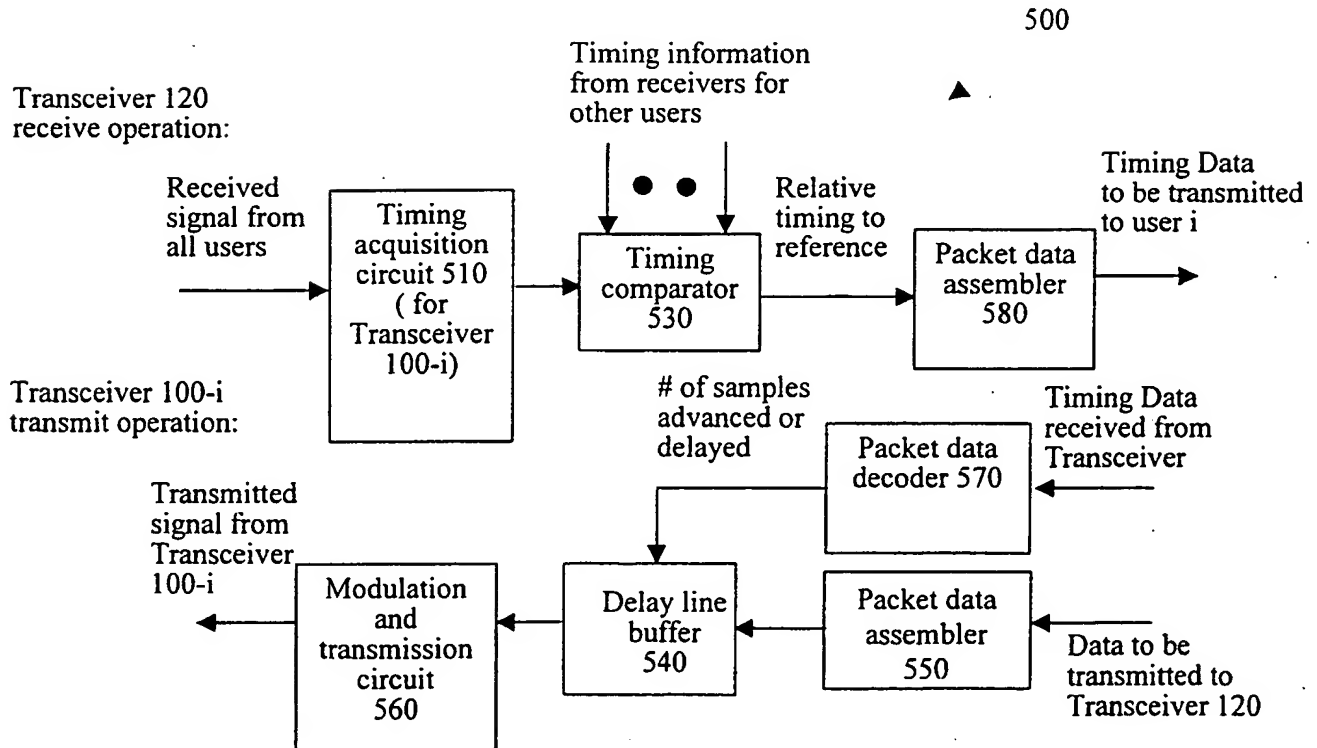 500
Timing information
from receivers for
other users
Transceiver 120
receive operation:
Received
signal from
all users
Timing
acquisition
circuit 510
( for
Transceiver
100-i)
Timing
comparator
530
Relative
timing to
reference
Packet data
assembler
580
Timing Data
to be transmitted
to user i
Transceiver 100-i
transmit operation:
# of samples
advanced or
delayed
Packet data
decoder 570
Timing Data
received from
Transceiver
Transmitted
signal from
Transceiver
100-i
Modulation
and
transmission
circuit
560
Delay line
buffer
540
Packet data
assembler
550
Data to be
transmitted to
Transceiver 120